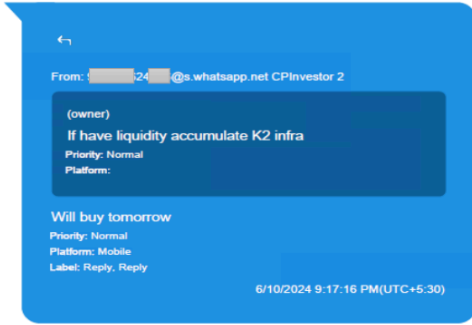 From: 24 @s.whatsapp.net CPInvestor 2
(owner)
If have liquidity accumulate K2 infra
Priority: Normal
Platform:
Will buy tomorrow
Priority: Normal
Platform: Mobile
Label: Reply, Reply
6/10/2024 9:17:16 PM(UTC+5:30)